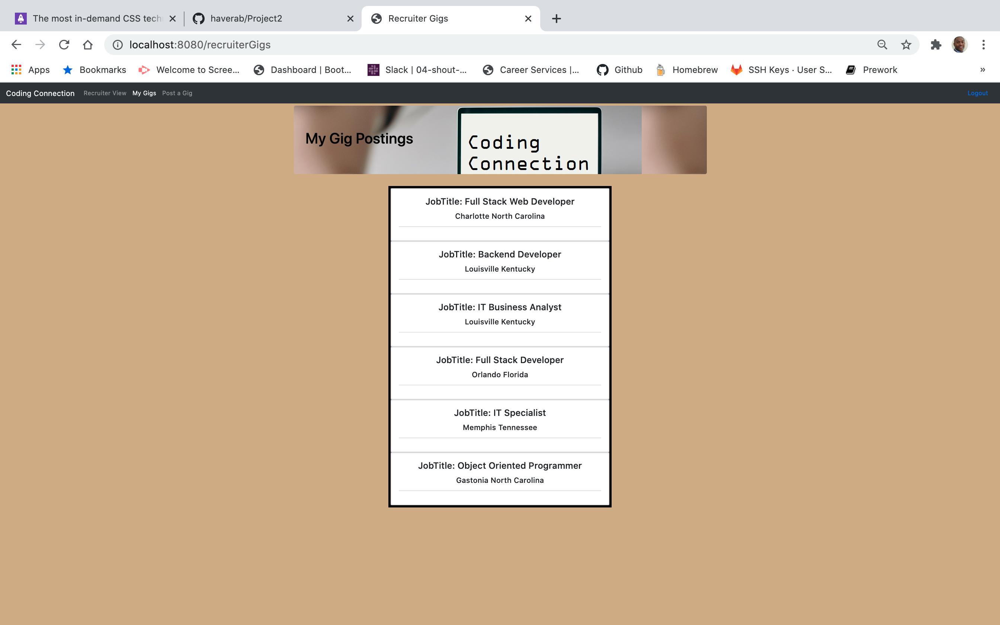 The most in-demand CSS tech
haverab/Project2
Recruiter Gigs
localhost:8080/recruiterGigs
Apps
Bookmarks
Welcome to Scree...
Dashboard | Boot...
Slack | 04-shout-...
Career Services |...
Github
Homebrew
SSH Keys · User S...
Prework
»
Coding Connection
Recruiter View
My Gigs
Post a Gig
Logout
My Gig Postings
Coding
Connection
JobTitle: Full Stack Web Developer
Charlotte North Carolina
JobTitle: Backend Developer
Louisville Kentucky
JobTitle: IT Business Analyst
Louisville Kentucky
JobTitle: Full Stack Developer
Orlando Florida
JobTitle: IT Specialist
Memphis Tennessee
JobTitle: Object Oriented Programmer
Gastonia North Carolina